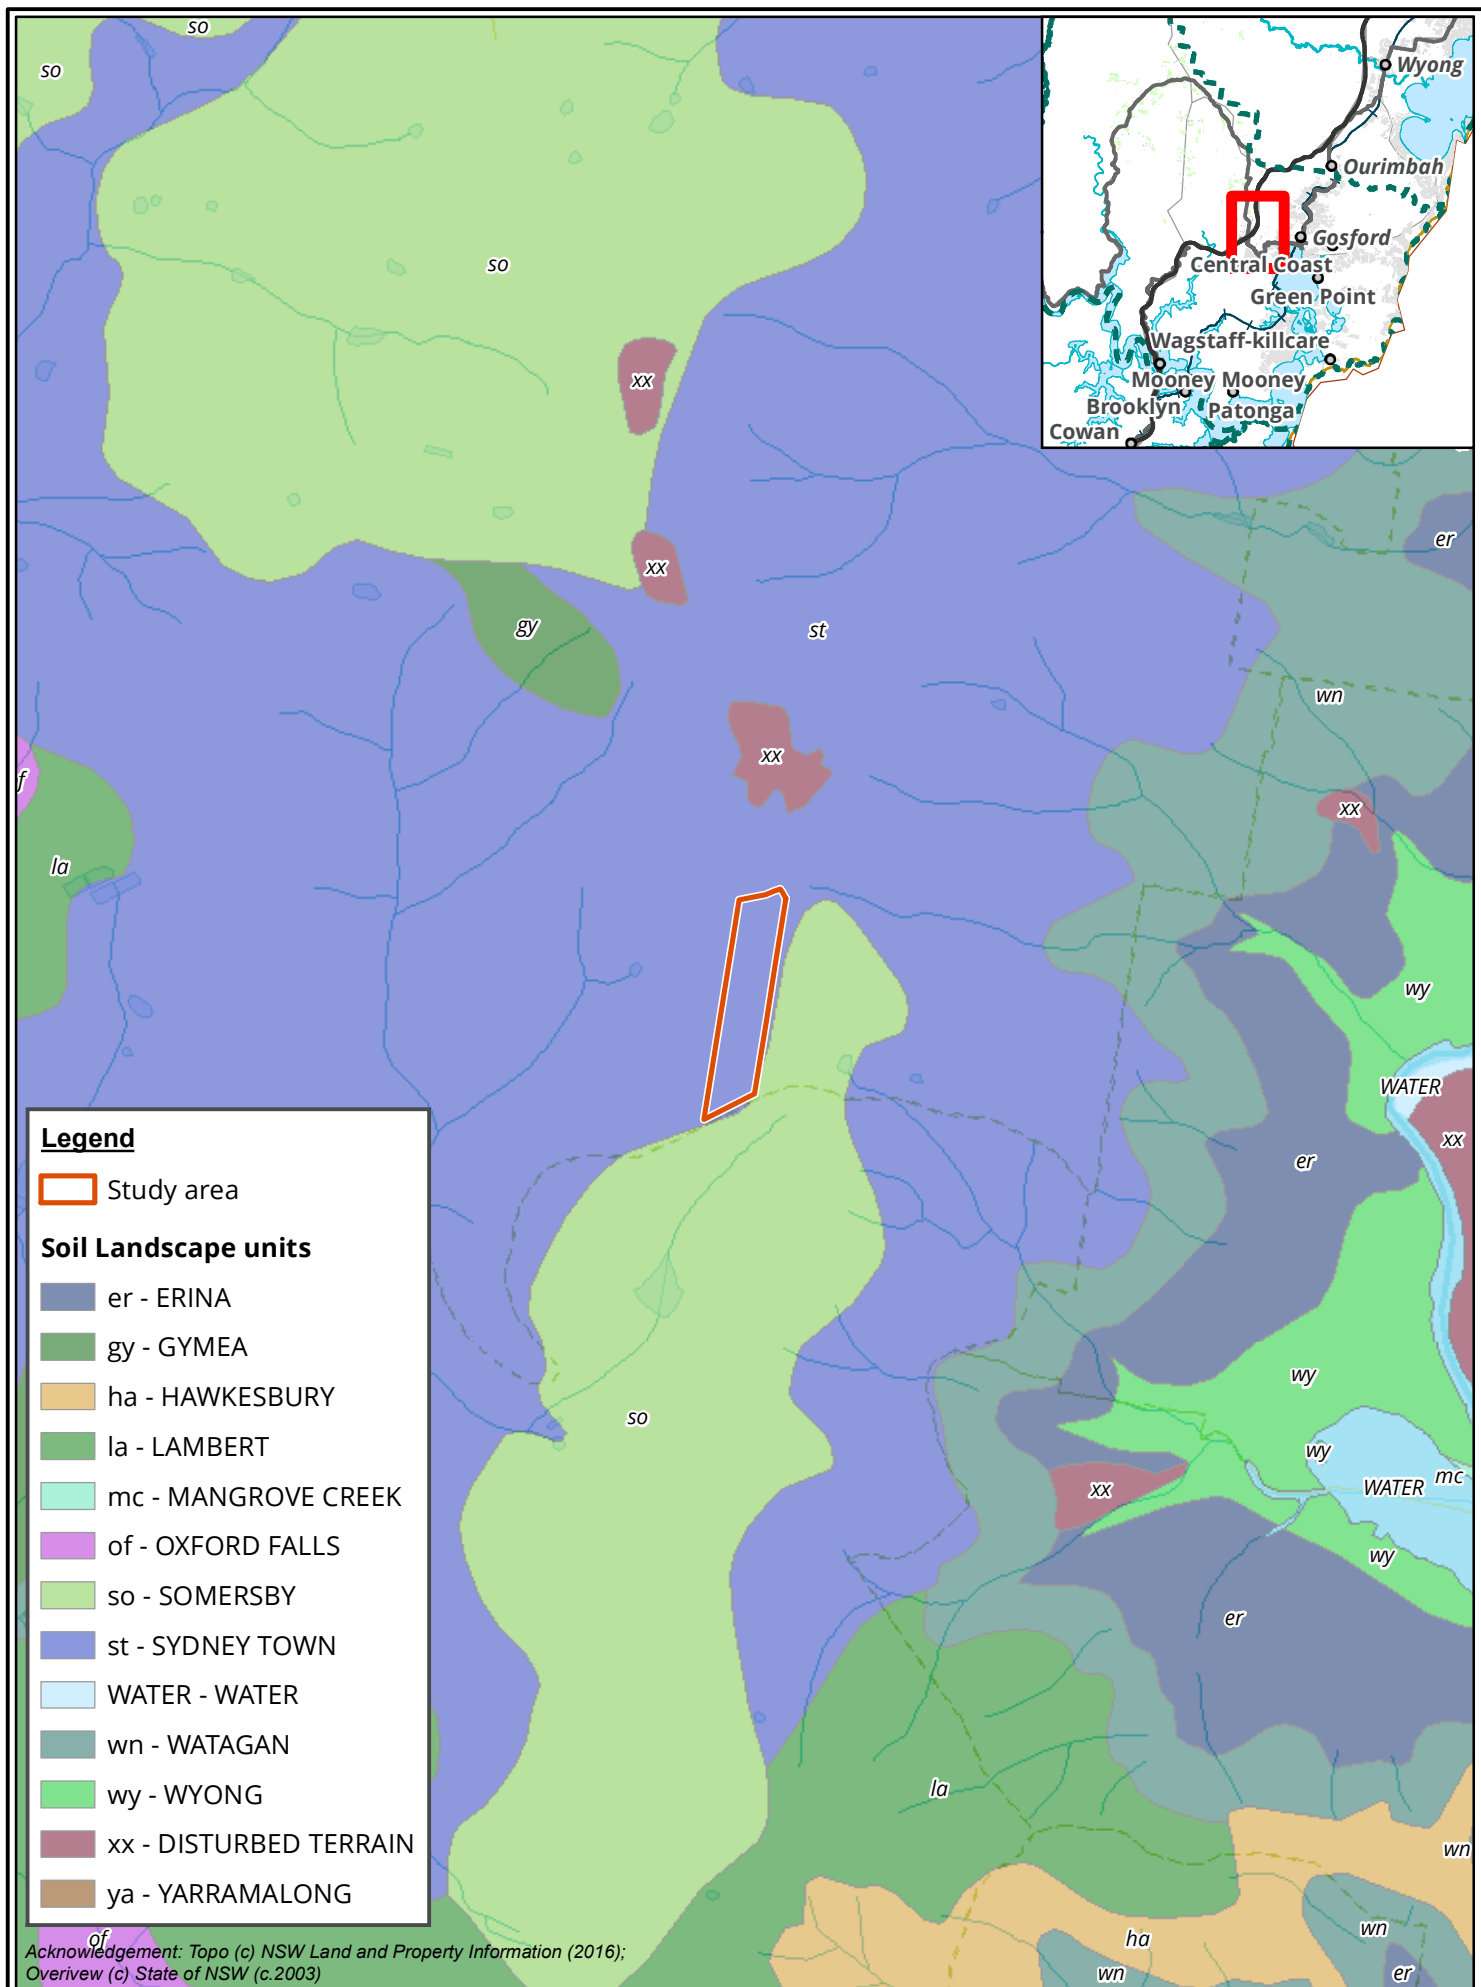 so
so
so
xx
xx
gy
st
xx
er
wn
xx
f
la
wy
WATER
xx
er
wy
wy
WATER
mc
wy
xx
so
er
la
wn
wn
ha
wn
er
of
Wyong
Ourimbah
Gosford
Central Coast
Green Point
Wagstaff-killcare
Mooney Mooney
Brooklyn
Patonga
Cowan
Legend
Study area
Soil Landscape units
er - ERINA
gy - GYMEA
ha - HAWKESBURY
la - LAMBERT
mc - MANGROVE CREEK
of - OXFORD FALLS
so - SOMERSBY
st - SYDNEY TOWN
WATER - WATER
wn - WATAGAN
wy - WYONG
xx - DISTURBED TERRAIN
ya - YARRAMALONG
Acknowledgement: Topo (c) NSW Land and Property Information (2016);
Overivew (c) State of NSW (c.2003)